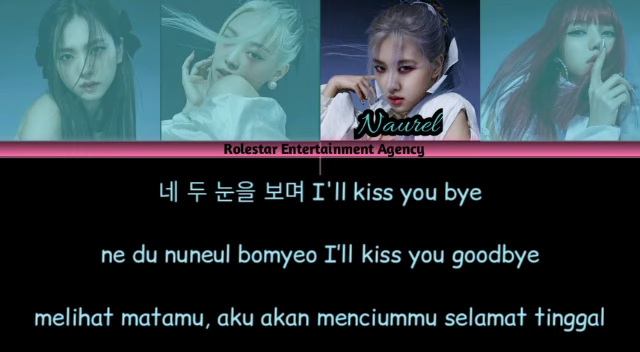 Naurel
Rolestar Entertainment Agency
네 두 눈을 보며 I'll kiss you bye
ne du nuneul bomyeo I'll kiss you goodbye
melihat matamu, aku akan menciummu selamat tinggal